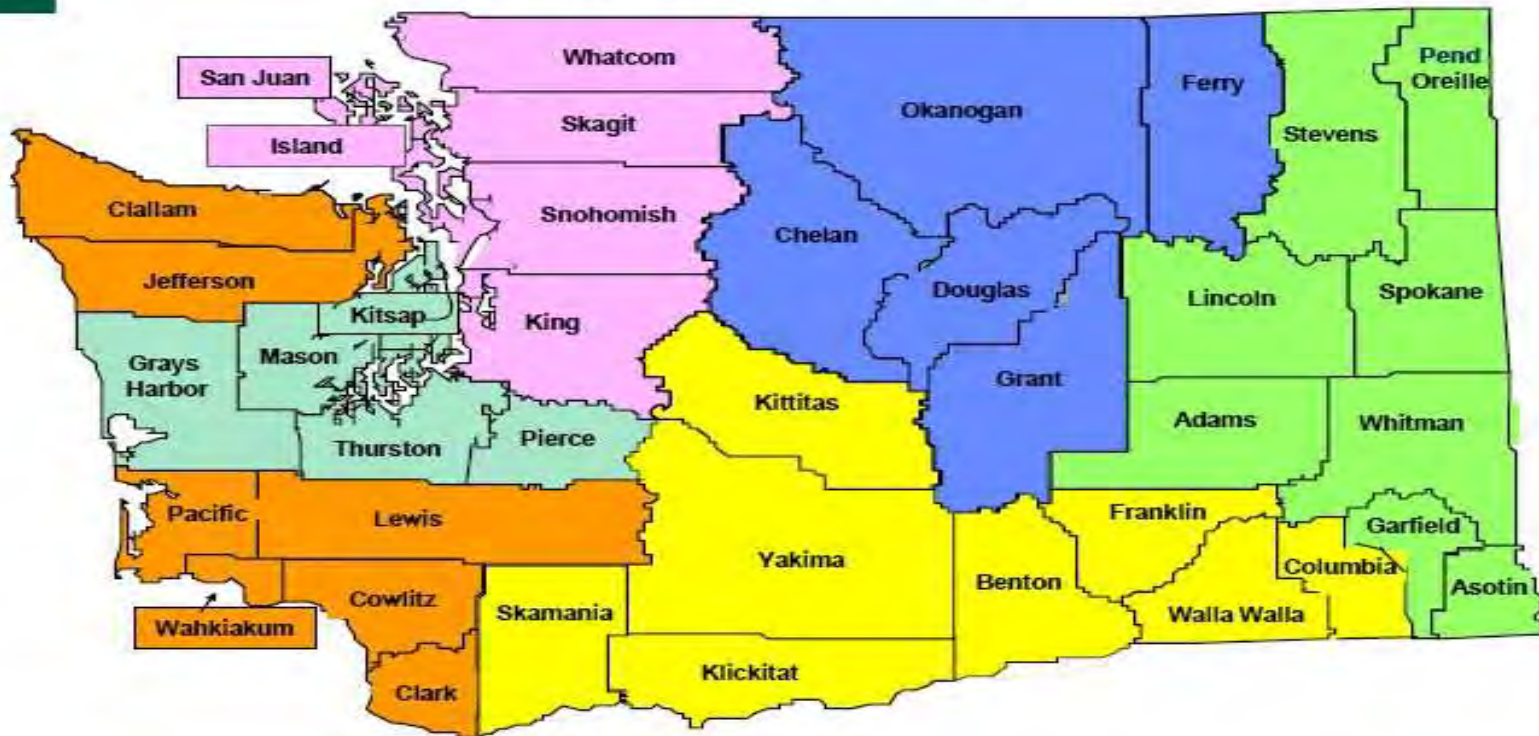 Whatcom
San Juan
Skagit
Island
Snohomish
King
Clallam
Jefferson
Kitsap
Mason
Grays
Harbor
Thurston
Pierce
Pacific
Lewis
Wahkiakum
Cowlitz
Clark
Okanogan
Ferry
Chelan
Douglas
Grant
Pend
Oreille
Stevens
Lincoln
Spokane
Adams
Whitman
Garfield
Asotin
Kittitas
Yakima
Skamania
Klickitat
Benton
Franklin
Walla Walla
Columbia